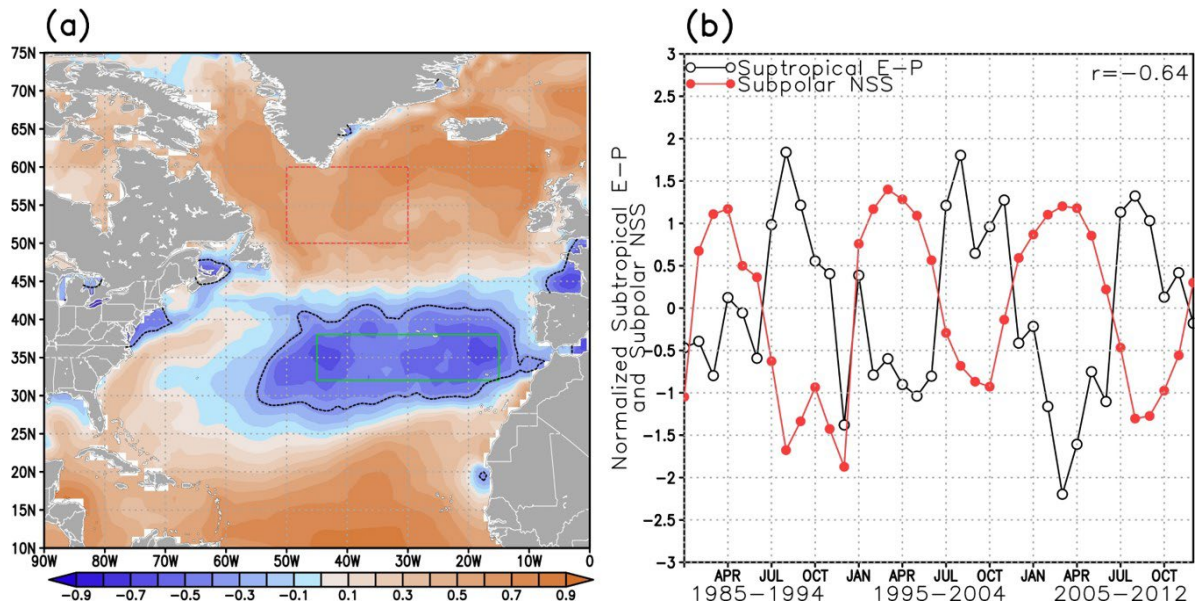 (a)
75N
70N
65N
60N
55N
50N
45N
40N
35N
30N
25N
20N
15N
10N
90W 80W 70W 60W 50W 40W 30W 20W 10W 0
-0.9 -0.7 -0.5 -0.3 -0.1 0.1 0.3 0.5 0.7 0.9
(b)
Normalized Subtropical E-P
and Subpolar NSS
3
2.5
2
1.5
1
0.5
0
-0.5
-1
-1.5
-2
-2.5
-3
Suptropical E-P
Subpolar NSS
r=-0.64
APR JUL OCT JAN APR JUL OCT JAN APR JUL OCT
1985-1994 1995-2004 2005-2012